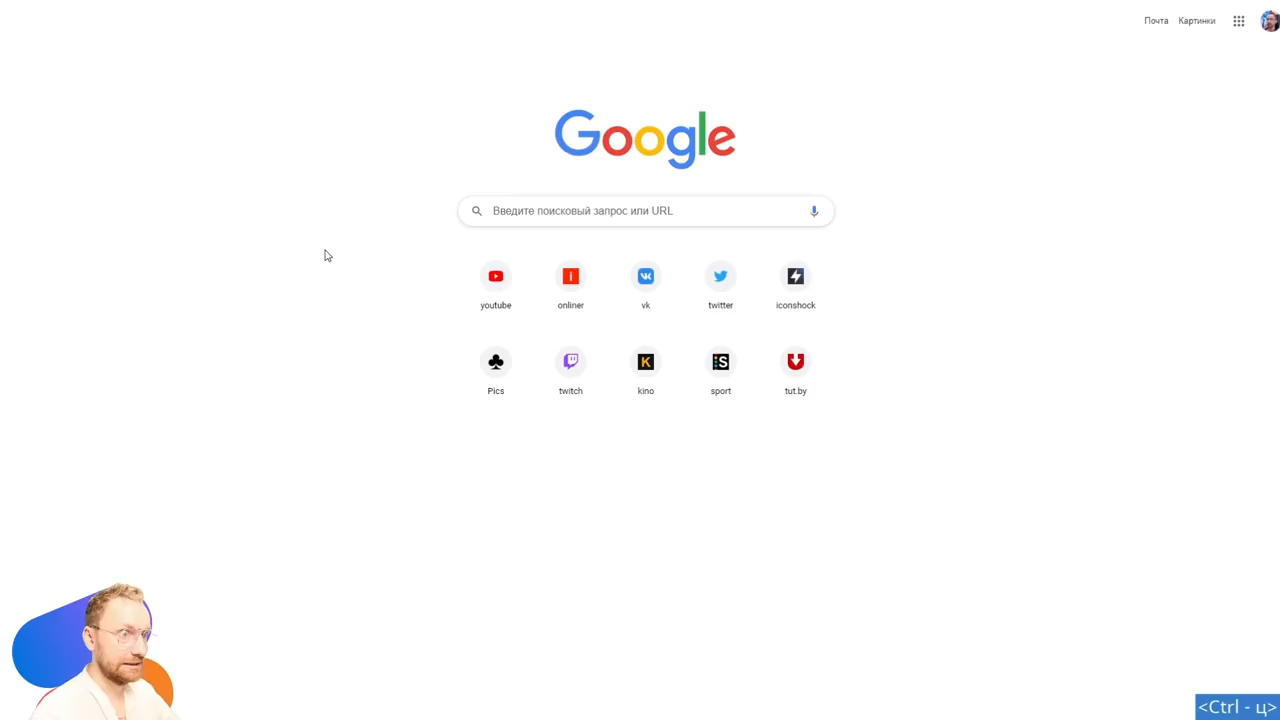 Почта Картинки
Google
Введите поисковый запрос или URL
youtube onliner vk twitter iconshock
Pics twitch kino sport tut.by
<Ctrl - ц>